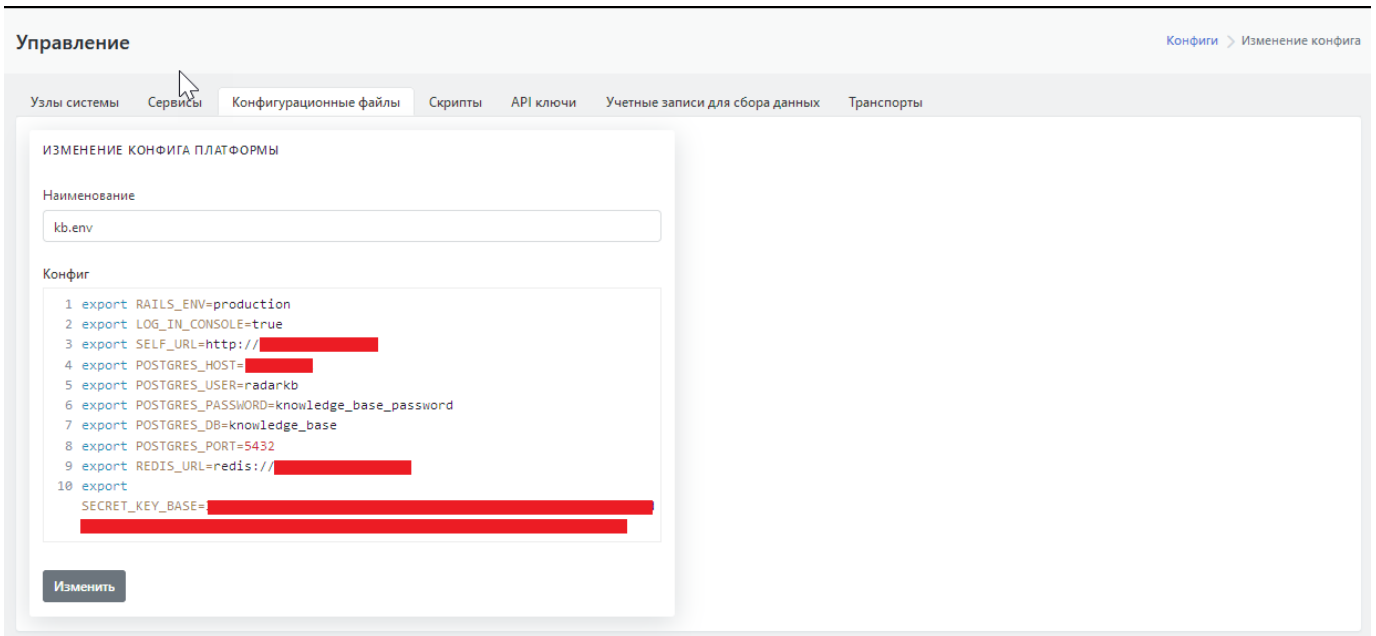 Управление
Конфиги > Изменение конфига
Узлы системы Сервисы Конфигурационные файлы Скрипты API ключи Учетные записи для сбора данных Транспорты
ИЗМЕНЕНИЕ КОНФИГА ПЛАТФОРМЫ
Наименование
kb.env
Конфиг
1 export RAILS_ENV=production
2 export LOG_IN_CONSOLE=true
3 export SELF_URL=http://
4 export POSTGRES_HOST=
5 export POSTGRES_USER=radarkb
6 export POSTGRES_PASSWORD=knowledge_base_password
7 export POSTGRES_DB=knowledge_base
8 export POSTGRES_PORT=5432
9 export REDIS_URL=redis://
10 export
SECRET_KEY_BASE=
Изменить